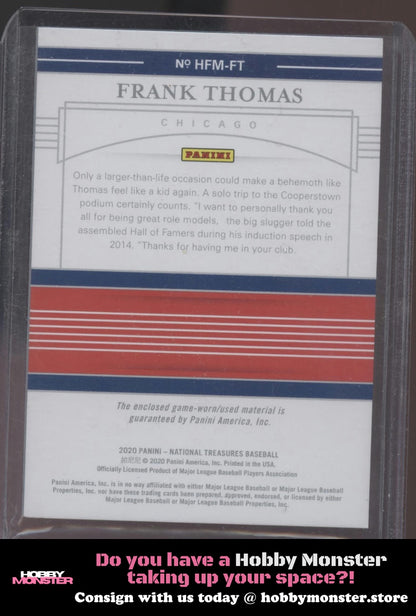 Nº HFM-FT
FRANK THOMAS
CHICAGO
PANINI
Only a larger-than-life occasion could make a behemoth like
Thomas feel like a kid again. A solo trip to the Cooperstown
podium certainly counts. "I want to personally thank you
all for being great role models, the big slugger told the
assembled Hall of Famers during his induction speech in
2014. "Thanks for having me in your club.
The enclosed game-worn/used material is
guaranteed by Panini America, Inc.
2020 PANINI – NATIONAL TREASURES BASEBALL
© 2020 Panini America, Inc. Printed in the USA.
Officially Licensed Product of Major League Baseball Players Association
Panini America, Inc. is in no way affiliated with either Major League Baseball or Major League Baseball
Properties, Inc. nor have these trading cards been prepared, approved, endorsed, or licensed by either
Major League Baseball or Major League Baseball Properties, Inc.
HOBBY
MONSTER
Do you have a Hobby Monster
taking up your space?!
Consign with us today @ hobbymonster.store